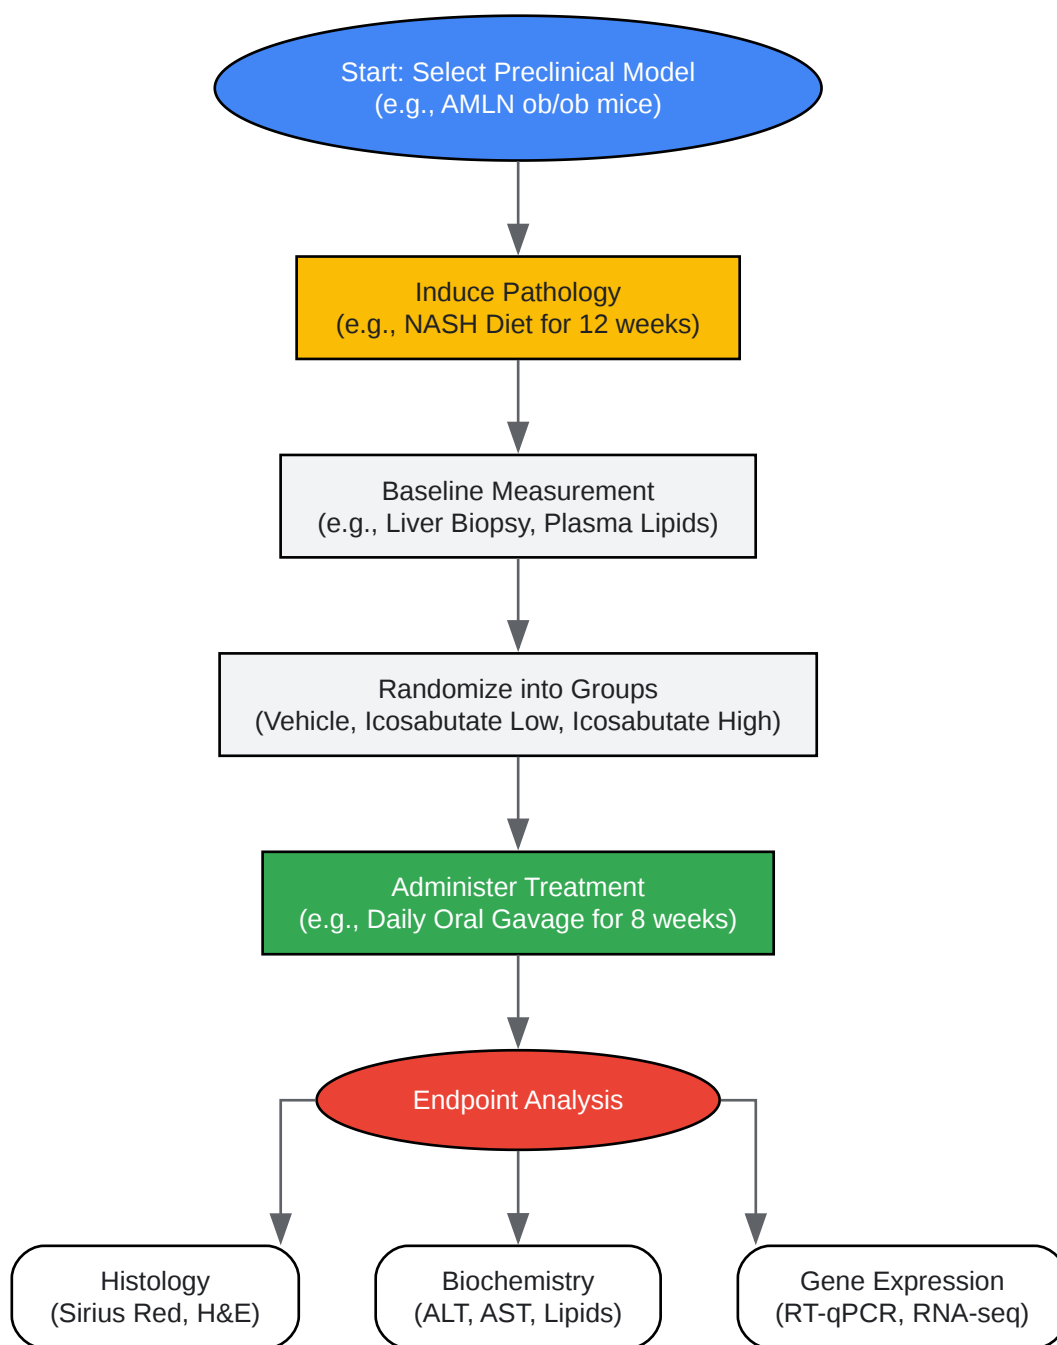 Start: Select Preclinical Model
(e.g., AMLN ob/ob mice)
Induce Pathology
(e.g., NASH Diet for 12 weeks)
Baseline Measurement
(e.g., Liver Biopsy, Plasma Lipids)
Randomize into Groups
(Vehicle, Icosabutate Low, Icosabutate High)
Administer Treatment
(e.g., Daily Oral Gavage for 8 weeks)
Endpoint Analysis
Histology
(Sirius Red, H&E)
Biochemistry
(ALT, AST, Lipids)
Gene Expression
(RT-qPCR, RNA-seq)